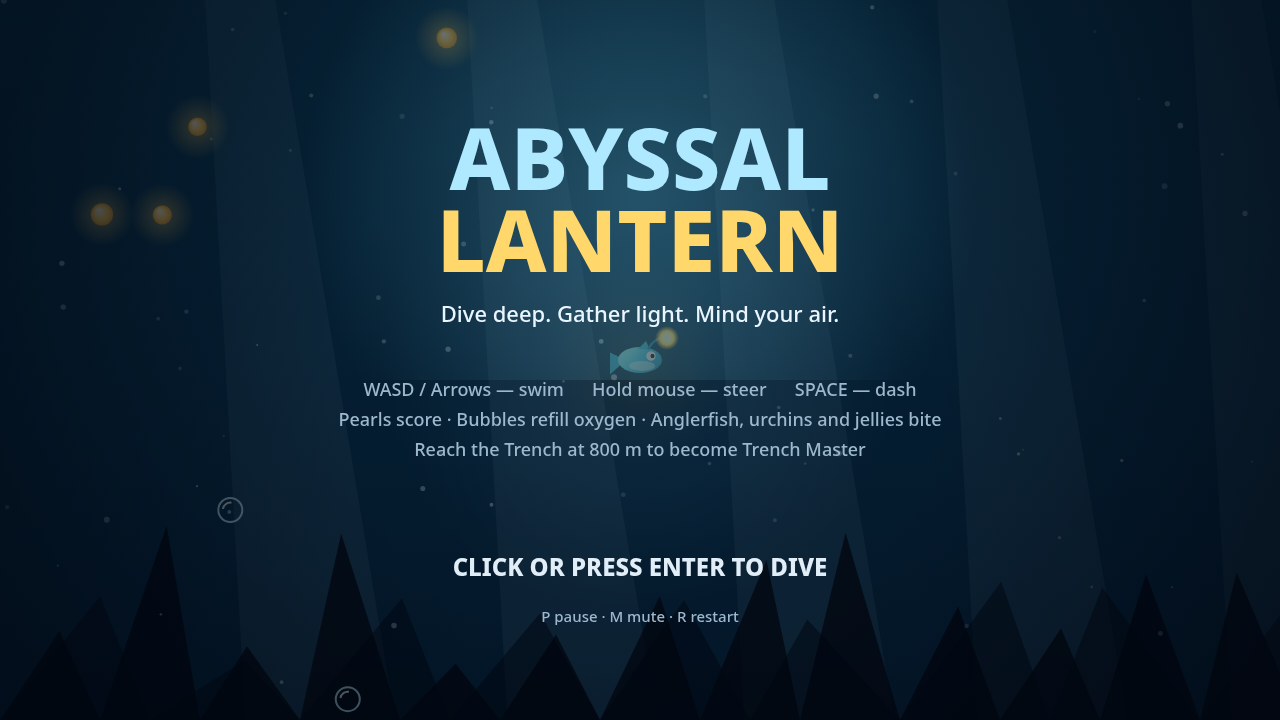 ABYSSAL
LANTERN
Dive deep. Gather light. Mind your air.
WASD / Arrows — swim Hold mouse — steer SPACE — dash
Pearls score · Bubbles refill oxygen · Anglerfish, urchins and jellies bite
Reach the Trench at 800 m to become Trench Master
CLICK OR PRESS ENTER TO DIVE
P pause · M mute · R restart